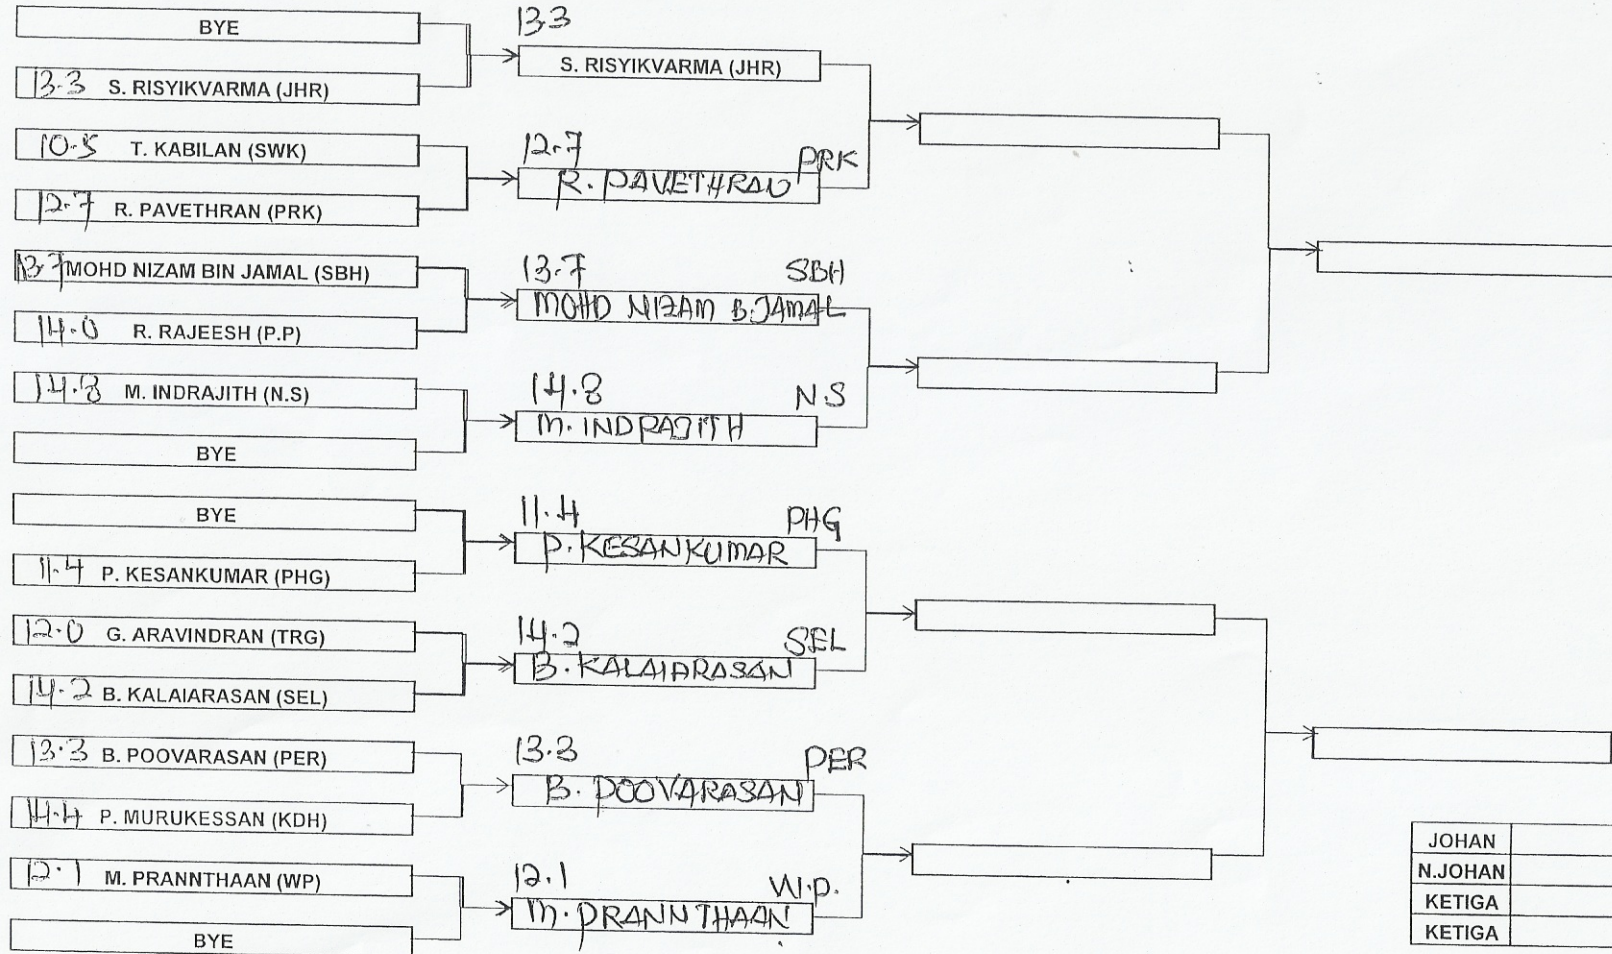 BYE
13.3 S. RISYIKVARMA (JHR)
10.5 T. KABILAN (SWK)
12.7 R. PAVETHRAN (PRK)
13.7 MOHD NIZAM BIN JAMAL (SBH)
14.0 R. RAJEESH (P.P)
14.8 M. INDRAJITH (N.S)
BYE
BYE
11.4 P. KESANKUMAR (PHG)
12.0 G. ARAVINDRAN (TRG)
14.2 B. KALAIARASAN (SEL)
13.3 B. POOVARASAN (PER)
14.4 P. MURUKESSAN (KDH)
12.1 M. PRANNTHAAN (WP)
BYE
13.3
S. RISYIKVARMA (JHR)
12.7 PRK
R. PAVETHRAN
13.7 SBH
MOHD NIZAM B.JAMAL
14.8 N.S
M. INDRAJITH
11.4 PHG
P. KESANKUMAR
14.2 SEL
B. KALAIARASAN
13.3 PER
B. POOVARASAN
12.1 W.P.
M. PRANNTHAAN
JOHAN
N.JOHAN
KETIGA
KETIGA